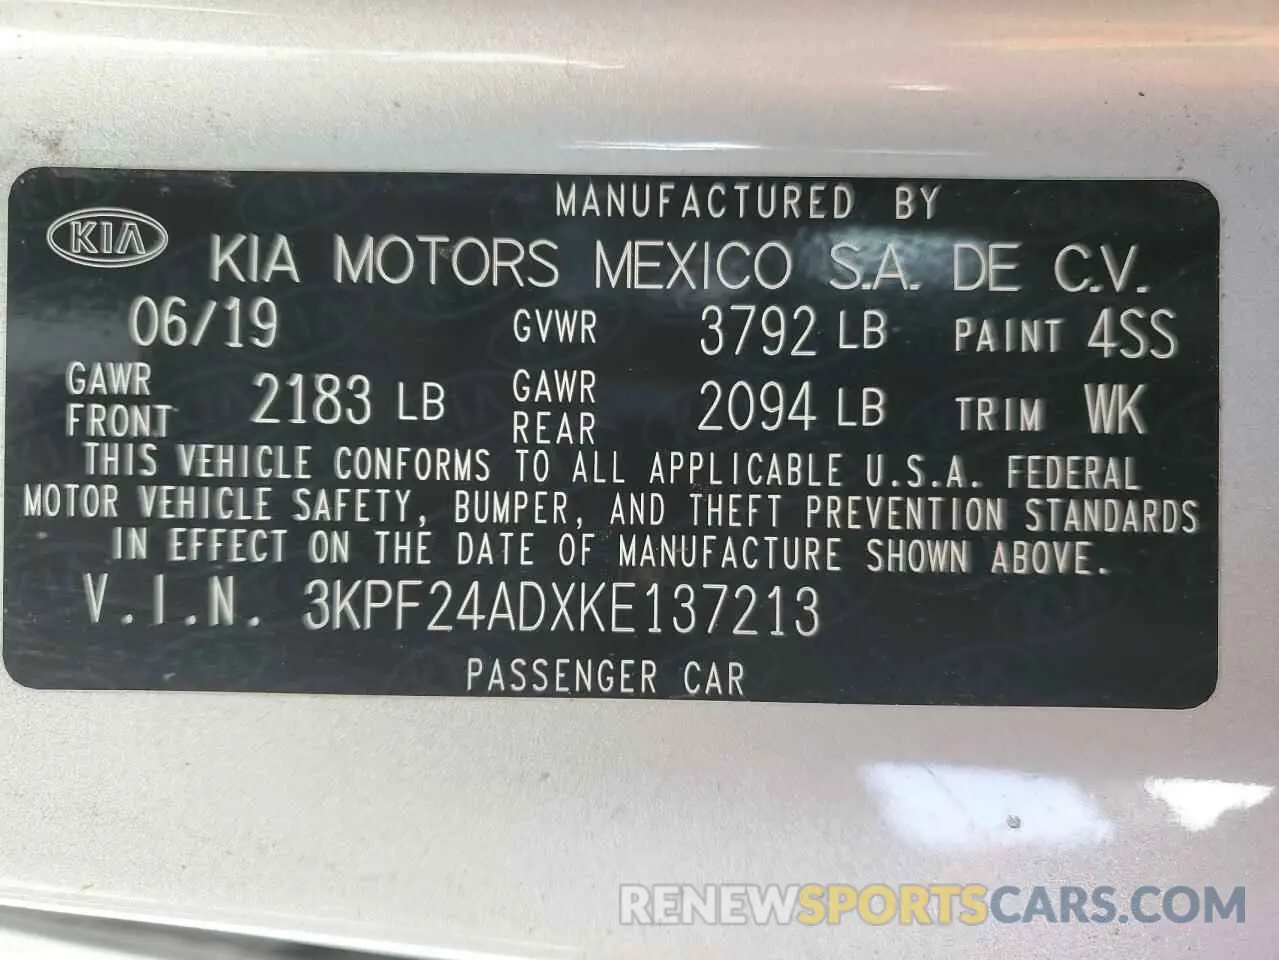 MANUFACTURED BY
KIA KIA MOTORS MEXICO S.A. DE C.V.
06/19 GVWR 3792 LB PAINT 4SS
GAWR FRONT 2183 LB GAWR REAR 2094 LB TRIM WK
THIS VEHICLE CONFORMS TO ALL APPLICABLE U.S.A. FEDERAL
MOTOR VEHICLE SAFETY, BUMPER, AND THEFT PREVENTION STANDARDS
IN EFFECT ON THE DATE OF MANUFACTURE SHOWN ABOVE.
V.I.N. 3KPF24ADXKE137213
PASSENGER CAR
RENEWSPORTSCARS.COM